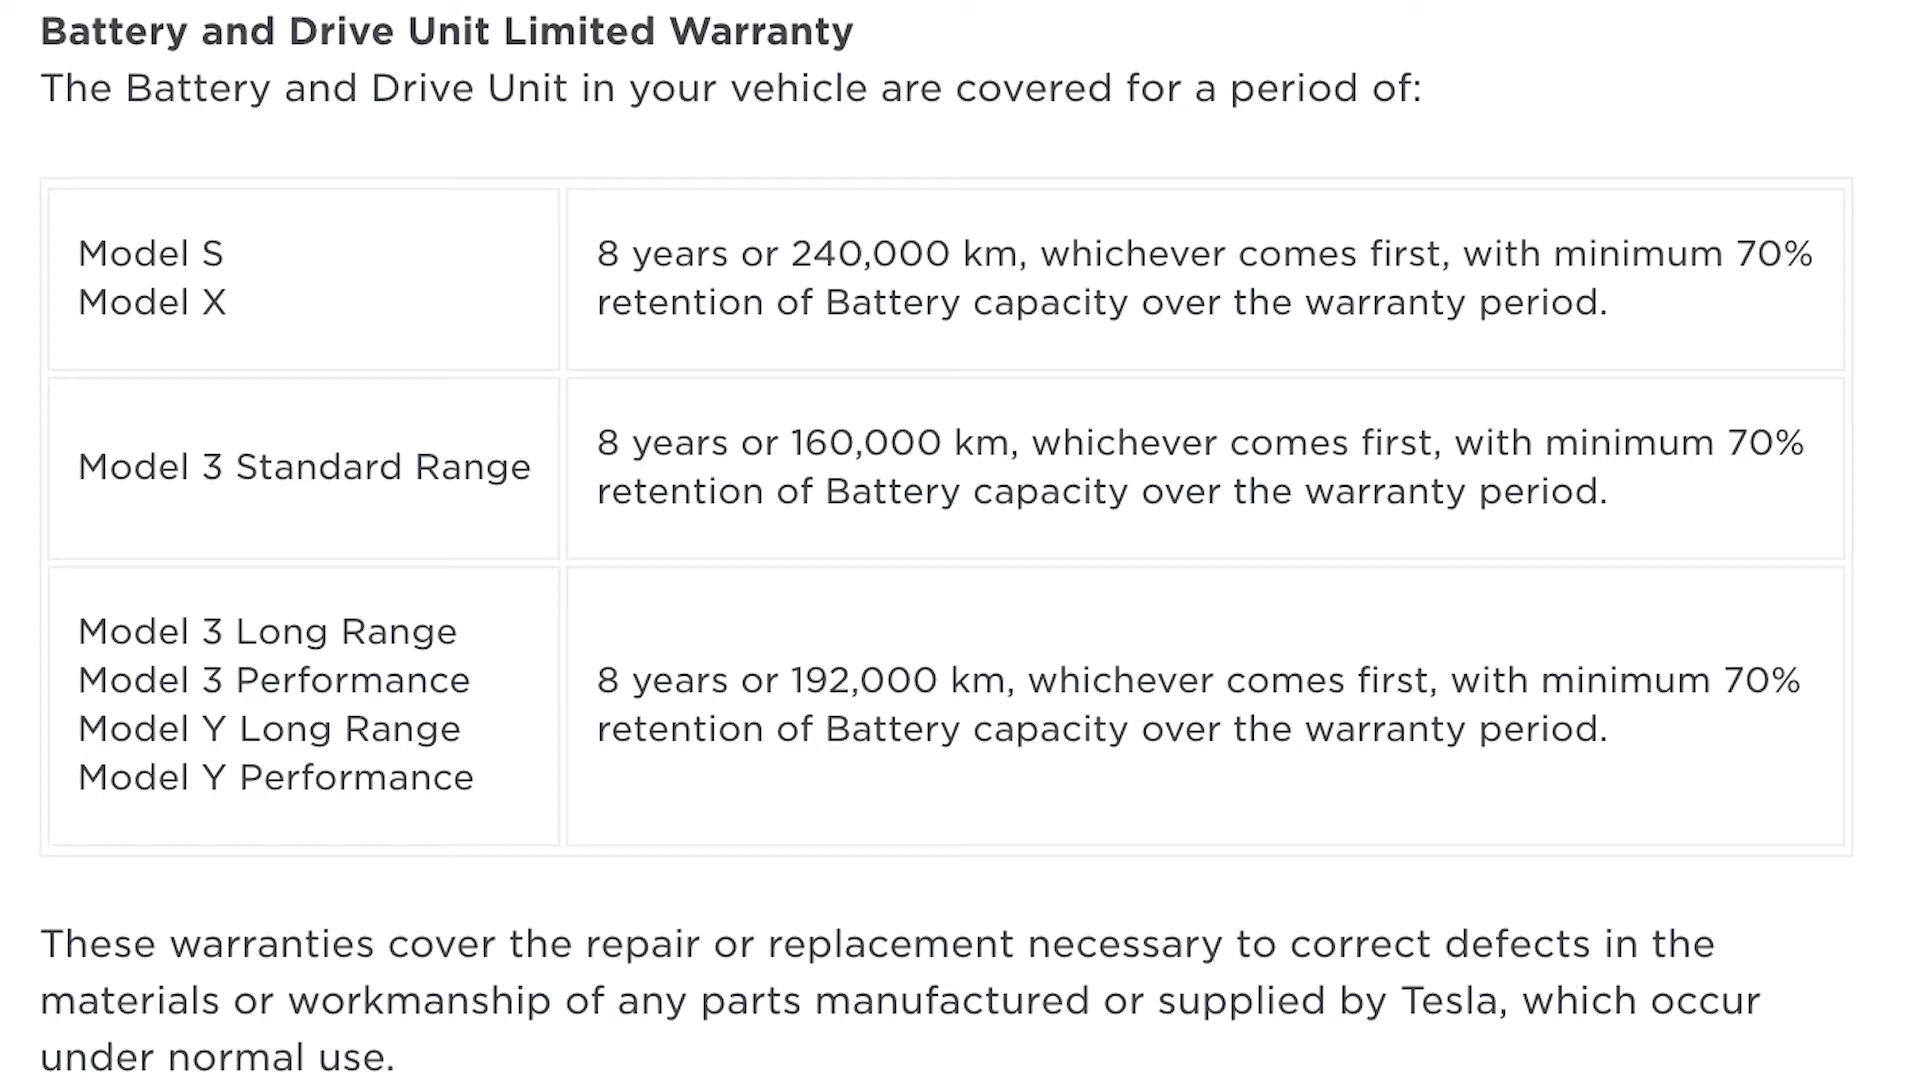 Battery and Drive Unit Limited Warranty
The Battery and Drive Unit in your vehicle are covered for a period of:
Model S
Model X
8 years or 240,000 km, whichever comes first, with minimum 70%
retention of Battery capacity over the warranty period.
Model 3 Standard Range
8 years or 160,000 km, whichever comes first, with minimum 70%
retention of Battery capacity over the warranty period.
Model 3 Long Range
Model 3 Performance
Model Y Long Range
Model Y Performance
8 years or 192,000 km, whichever comes first, with minimum 70%
retention of Battery capacity over the warranty period.
These warranties cover the repair or replacement necessary to correct defects in the
materials or workmanship of any parts manufactured or supplied by Tesla, which occur
under normal use.